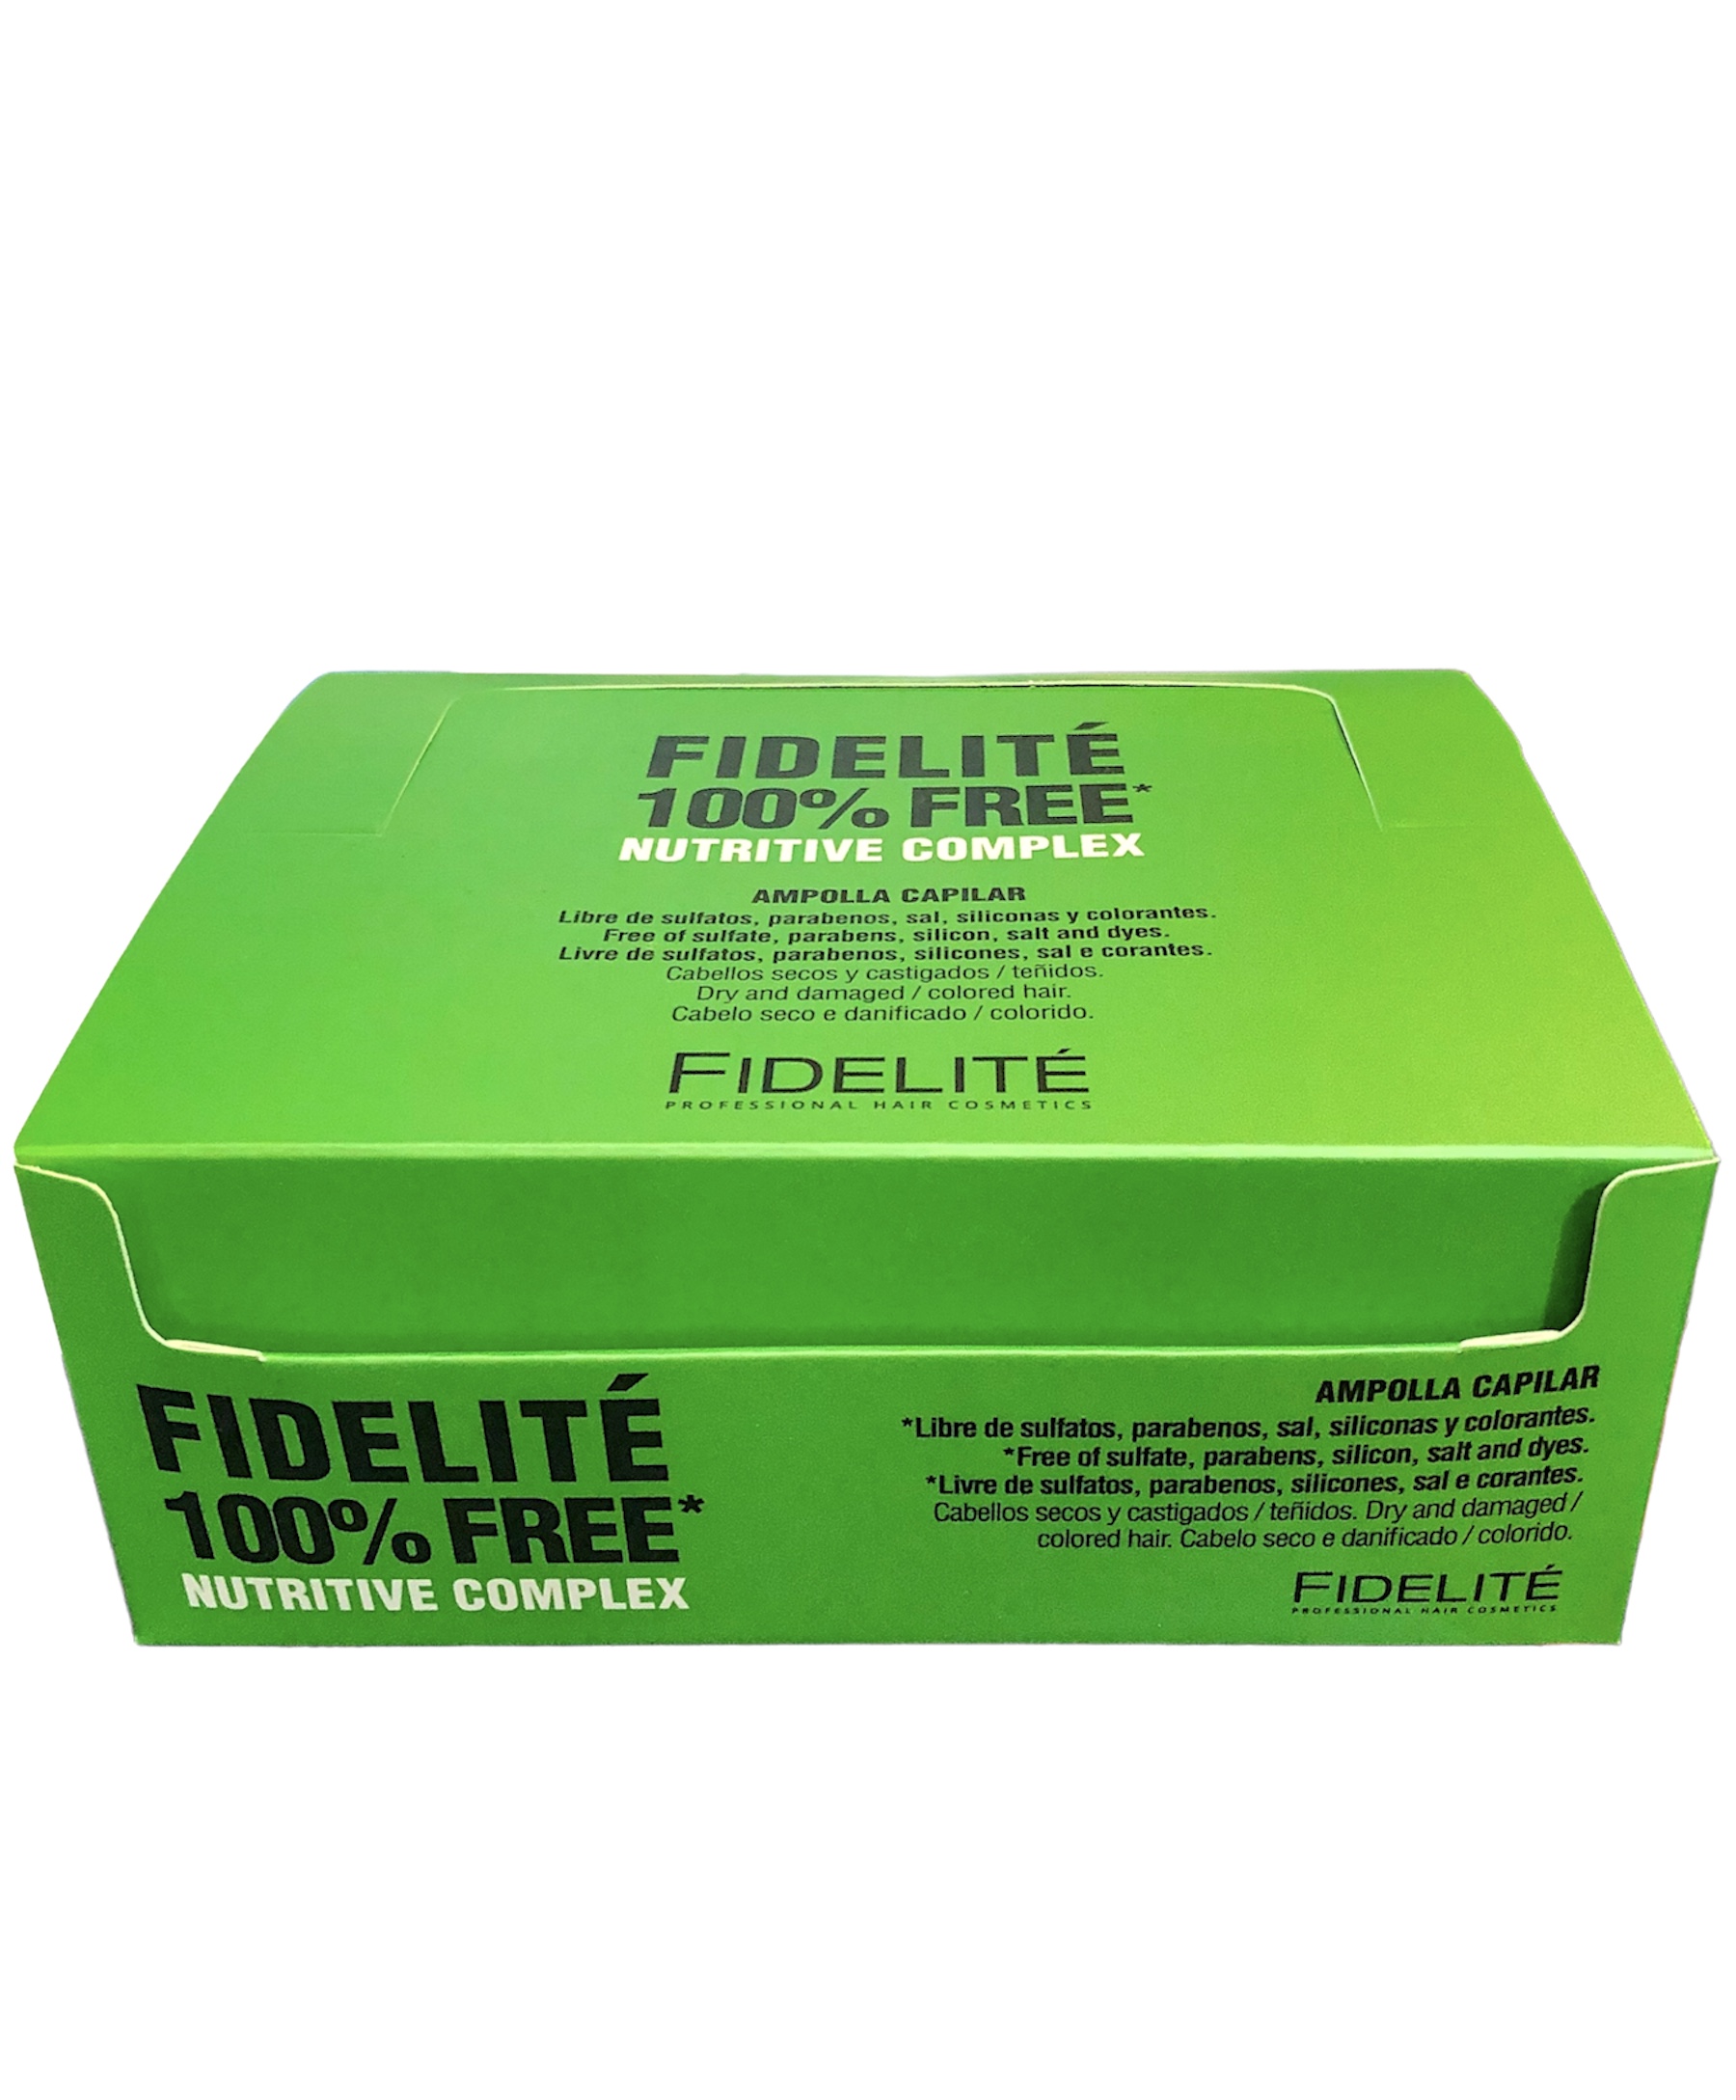 FIDELITÉ
100% FREE*
NUTRITIVE COMPLEX
AMPOLLA CAPILAR
Libre de sulfatos, parabenos, sal, siliconas y colorantes.
Free of sulfate, parabens, silicon, salt and dyes.
Livre de sulfatos, parabenos, silicones, sal e corantes.
Cabellos secos y castigados / teñidos.
Dry and damaged / colored hair.
Cabelo seco e danificado / colorido.
FIDELITÉ
PROFESSIONAL HAIR COSMETICS
FIDELITÉ
100% FREE*
NUTRITIVE COMPLEX
AMPOLLA CAPILAR
*Libre de sulfatos, parabenos, sal, siliconas y colorantes.
*Free of sulfate, parabens, silicon, salt and dyes.
*Livre de sulfatos, parabenos, silicones, sal e corantes.
Cabellos secos y castigados / teñidos. Dry and damaged /
colored hair. Cabelo seco e danificado / colorido.
FIDELITÉ
PROFESSIONAL HAIR COSMETICS